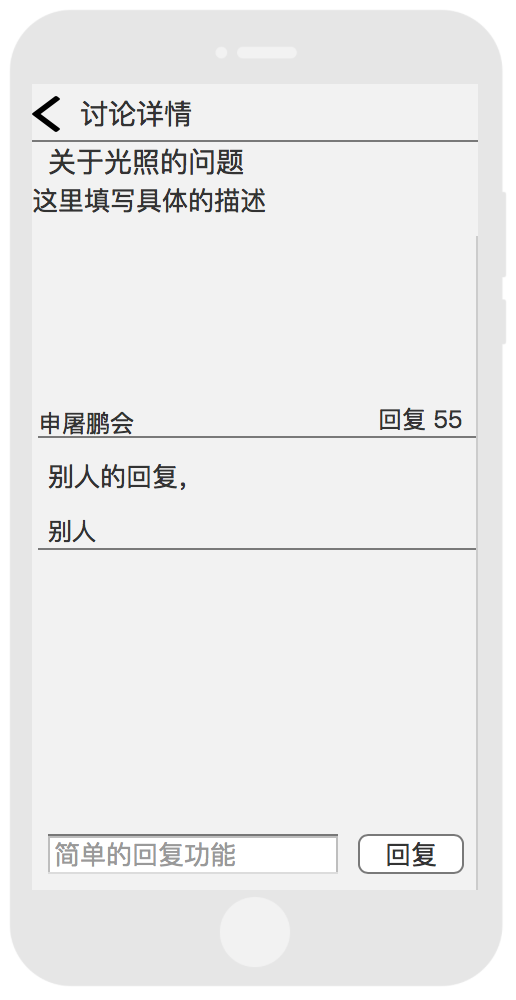 讨论详情
关于光照的问题
这里填写具体的描述
申屠鹏会
回复 55
别人的回复，
别人
简单的回复功能
回复